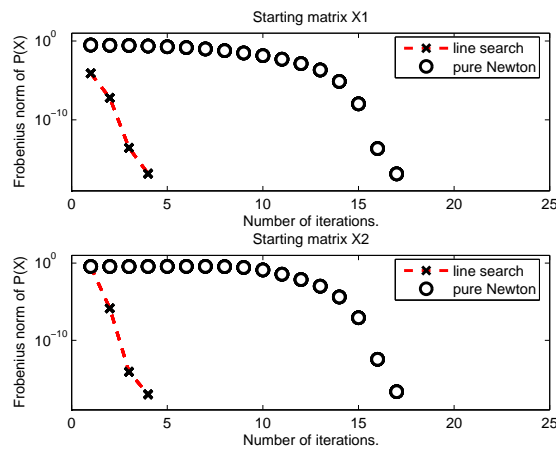 Starting matrix X1
Frobenius norm of P(X)
10^0
10^-10
line search
pure Newton
0 5 10 15 20 25
Number of iterations.
Starting matrix X2
Frobenius norm of P(X)
10^0
10^-10
line search
pure Newton
0 5 10 15 20 25
Number of iterations.